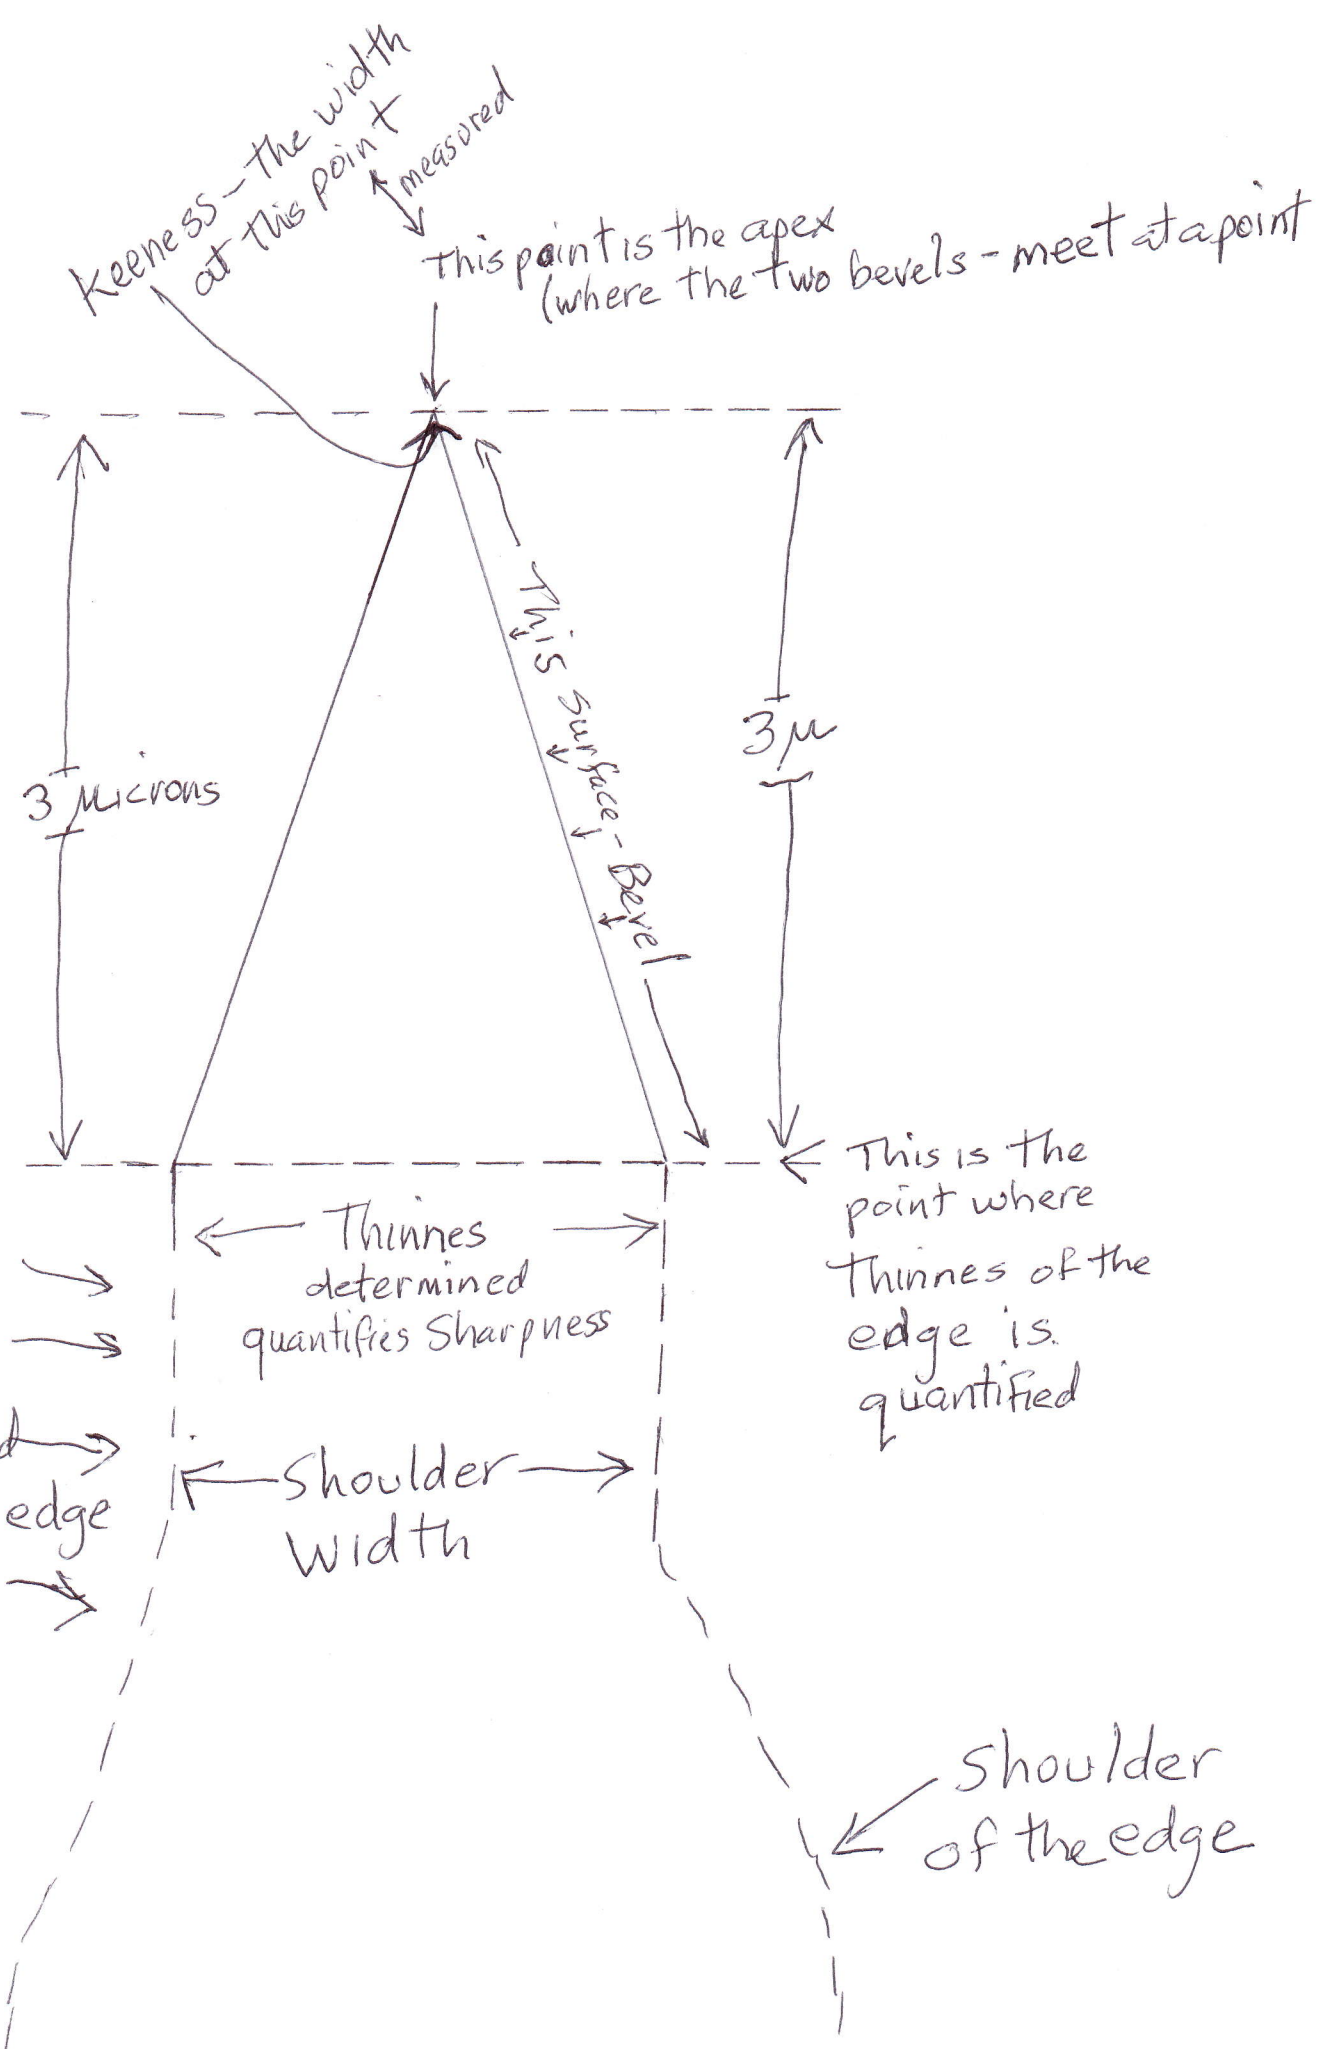 Keeness - the width
at this point
measured
This point is the apex
(where the two bevels - meet at a point
This Surface - Bevel
3 Microns
3µ
This is the
point where
Thinnes of the
edge is
quantified
Thinnes
determined
quantifies Sharpness
Shoulder
Width
edge
Shoulder
of the edge